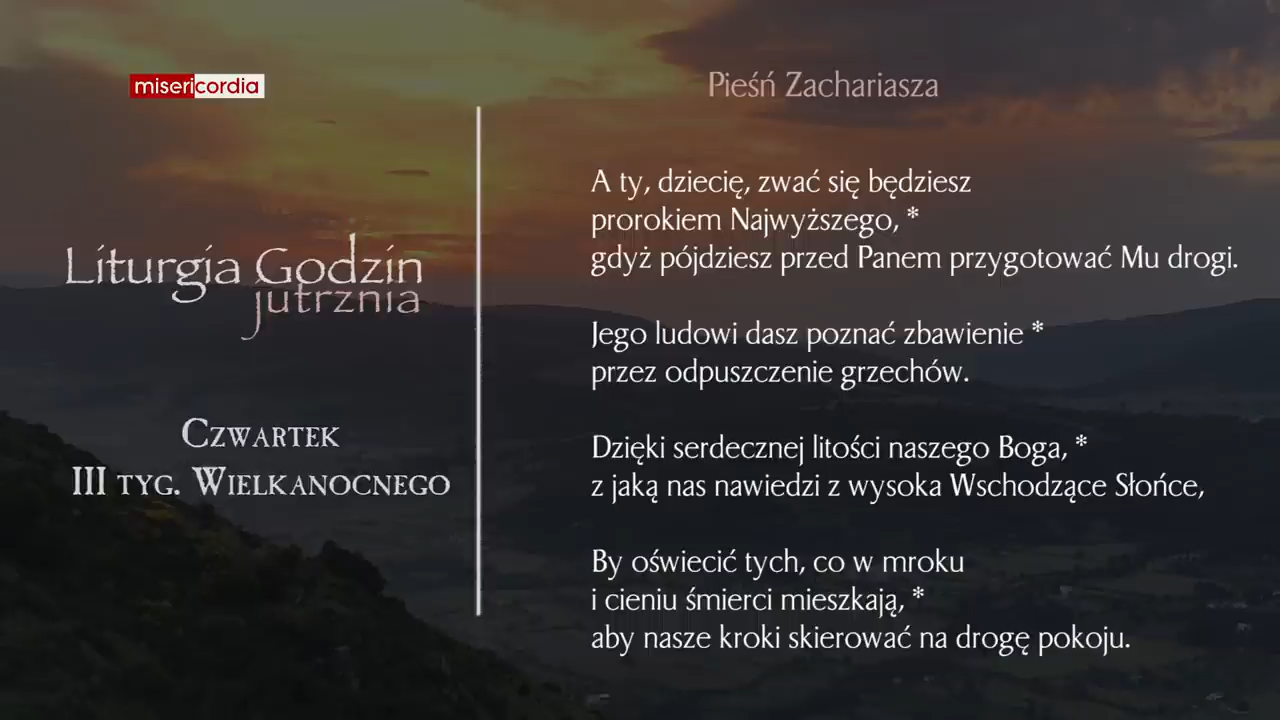 misericordia
Liturgia Godzin
jutrznia
Czwartek
III tyg. Wielkanocnego
Pieśń Zachariasza
A ty, dziecię, zwać się będziesz
prorokiem Najwyższego, *
gdyż pójdziesz przed Panem przygotować Mu drogi.
Jego ludowi dasz poznać zbawienie *
przez odpuszczenie grzechów.
Dzięki serdecznej litości naszego Boga, *
z jaką nas nawiedzi z wysoka Wschodzące Słońce,
By oświecić tych, co w mroku
i cieniu śmierci mieszkają, *
aby nasze kroki skierować na drogę pokoju.